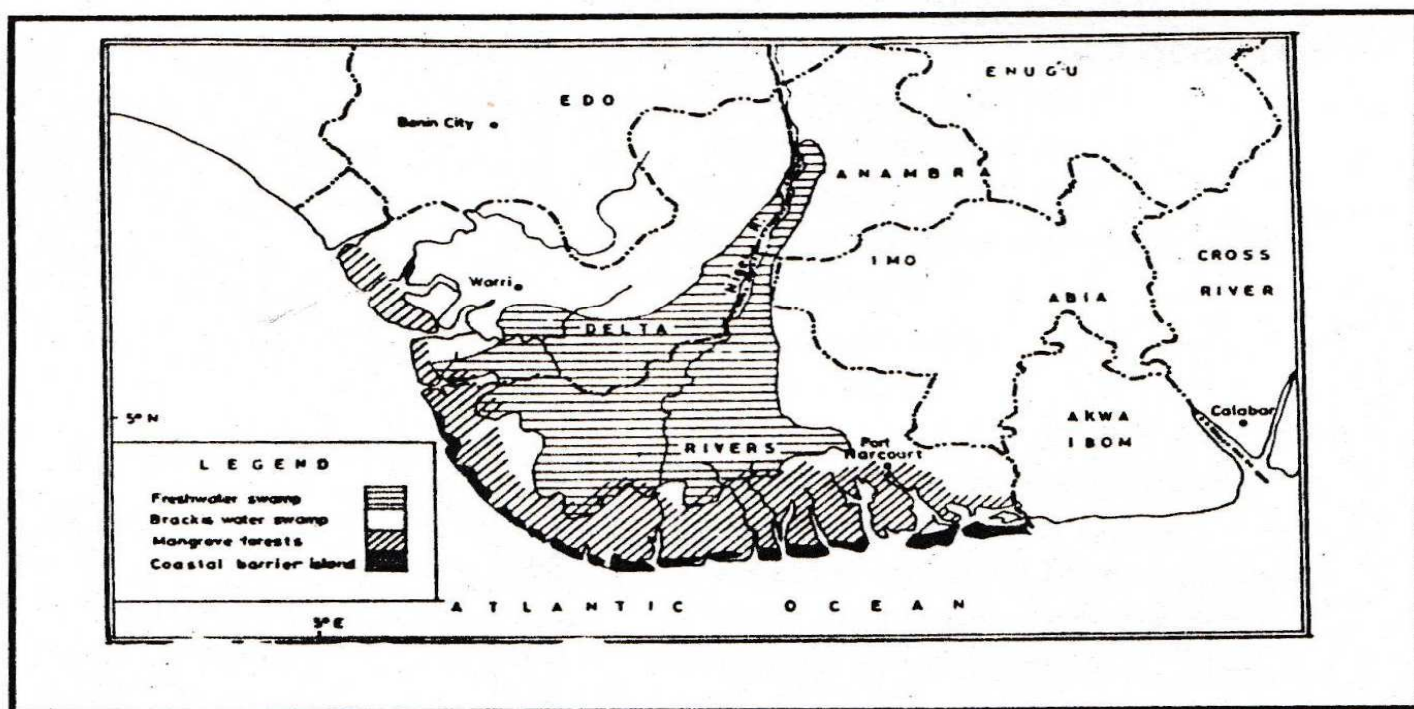 ENUGU
EDO
Benin City
ANAMBRA
NIGER
IMO
CROSS
RIVER
Warri
ABIA
DELTA
5° N
AKWA
IBOM
Calabar
RIVERS
Port
Harcourt
LEGEND
Freshwater swamp
Brackis water swamp
Mangrove forests
Coastal barrier island
ATLANTIC OCEAN
5° E